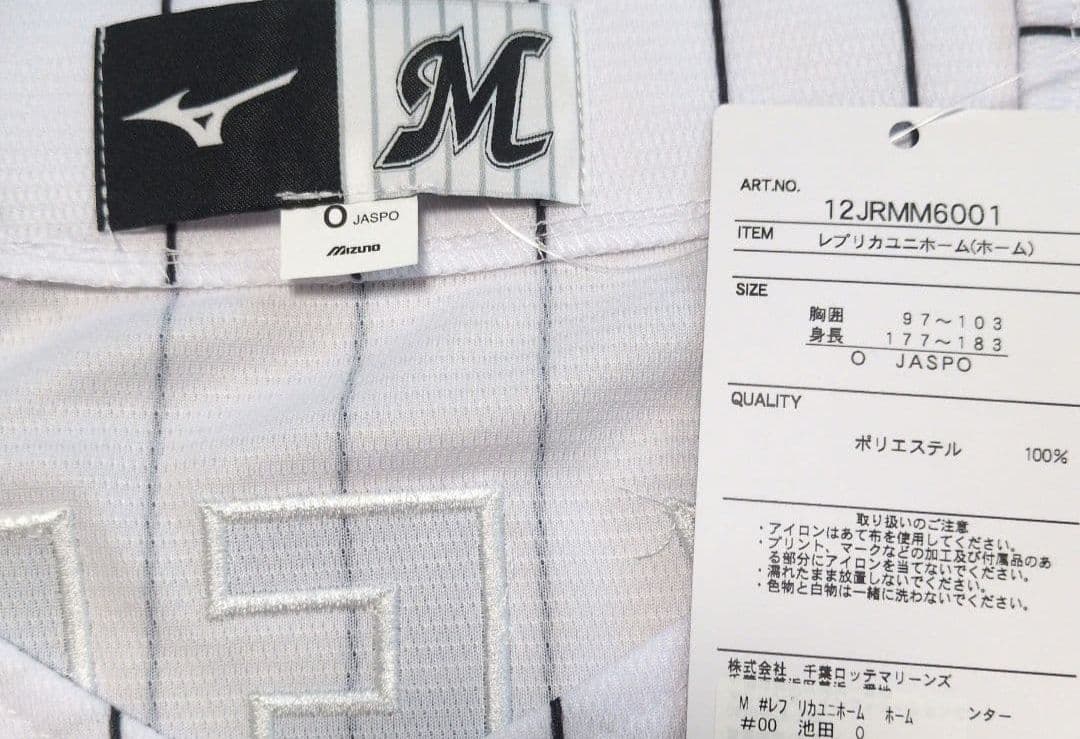 M
O JASPO
MIZUNO
ART.NO.
12JRMM6001
ITEM レプリカユニホーム(ホーム)
SIZE
胸囲 97～103
身長 177～183
O JASPO
QUALITY
ポリエステル 100%
取り扱いのご注意
・アイロンはあて布を使用してください。
・プリント、マークなどの加工及び付属品のあ
る部分にアイロンを当てないでください。
・濡れたまま放置しないでください。
・色物と白物は一緒に洗わないでください。
株式会社 千葉ロッテマリーンズ
M #レプリカユニホーム ホーム ンター
#00 池田 O